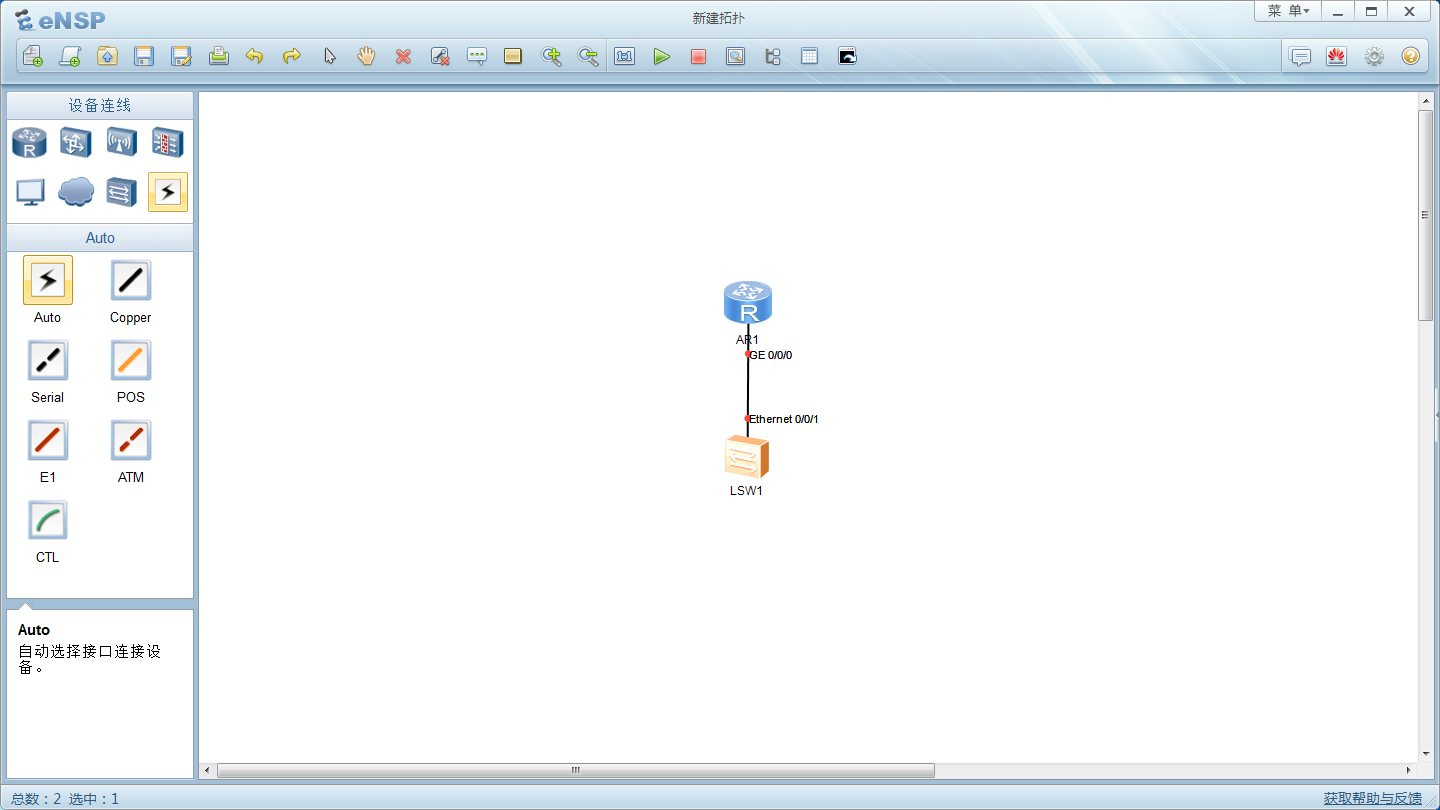 eNSP
新建拓扑
菜 单
1:1
设备连线
R
Auto
Auto
Copper
Serial
POS
E1
ATM
CTL
Auto
自动选择接口连接设
备。
R
AR1
GE 0/0/0
Ethernet 0/0/1
LSW1
总数：2 选中：1
获取帮助与反馈